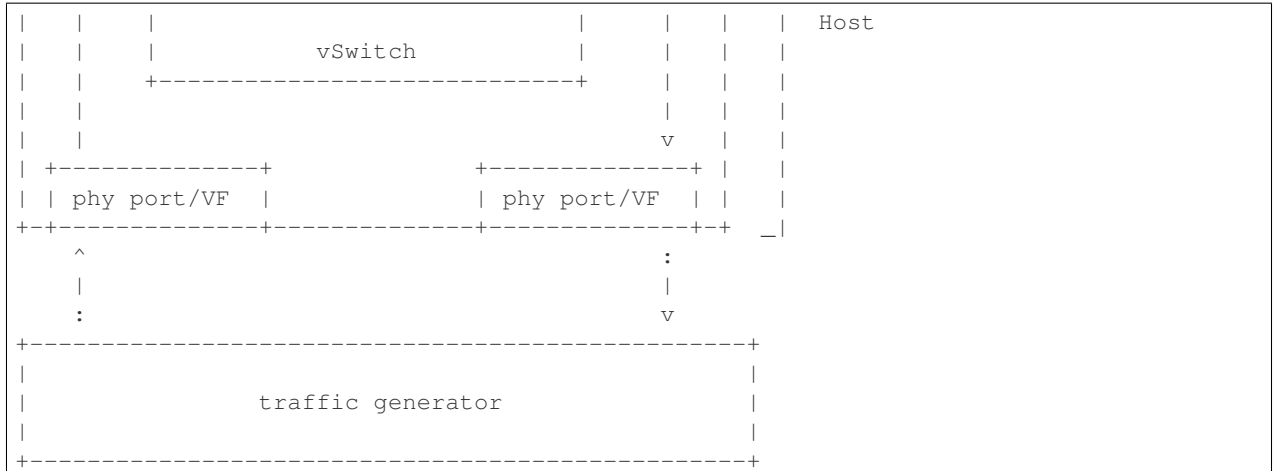 |   |    |                             |     |   |   |  Host
|   |    |           vSwitch           |     |   |   |
|   |    +-----------------------------+     |   |   |
|   |                                        |   |   |
|   |                                        v   |   |
| +--------------+              +--------------+ |   |
| | phy port/VF  |              | phy port/VF  | |   |
+-+--------------+--------------+--------------+-+  _|
    ^                                        :
    |                                        |
    :                                        v
+--------------------------------------------------+
|                                                  |
|                traffic generator                 |
|                                                  |
+--------------------------------------------------+